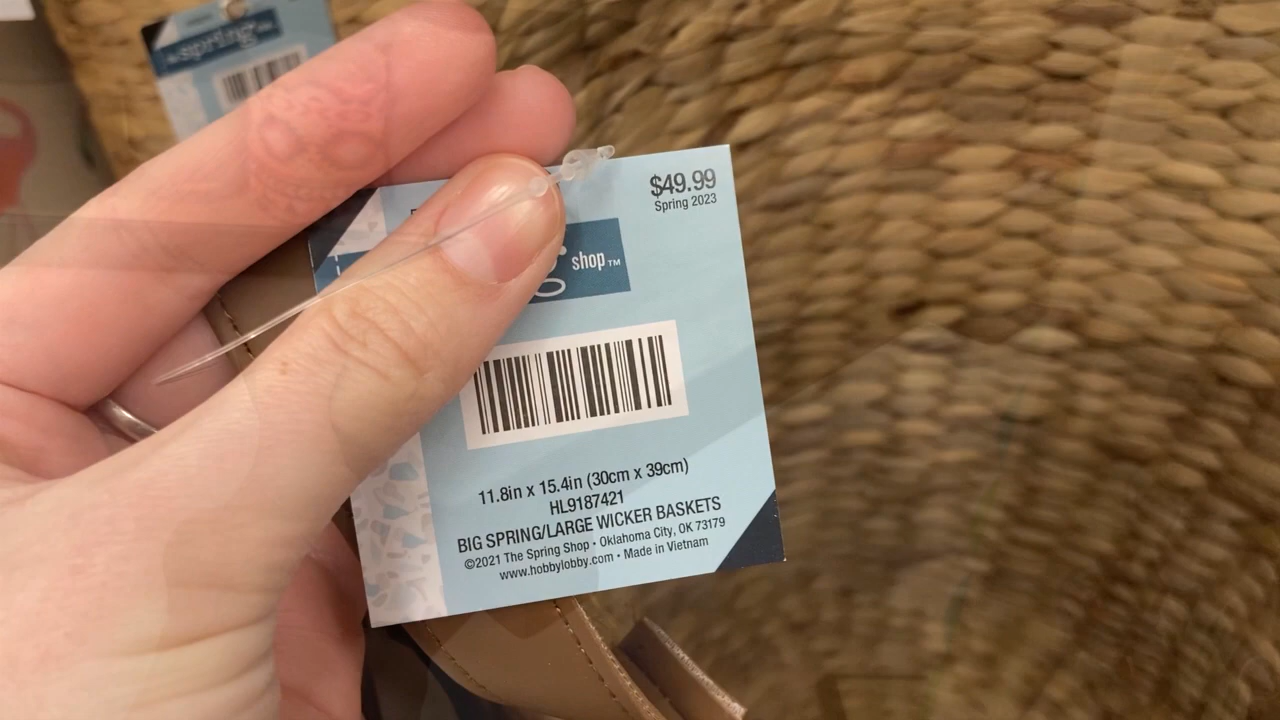 spring
$49.99
Spring 2023
shop™
11.8in x 15.4in (30cm x 39cm)
HL9187421
BIG SPRING/LARGE WICKER BASKETS
©2021 The Spring Shop • Oklahoma City, OK 73179
www.hobbylobby.com • Made in Vietnam